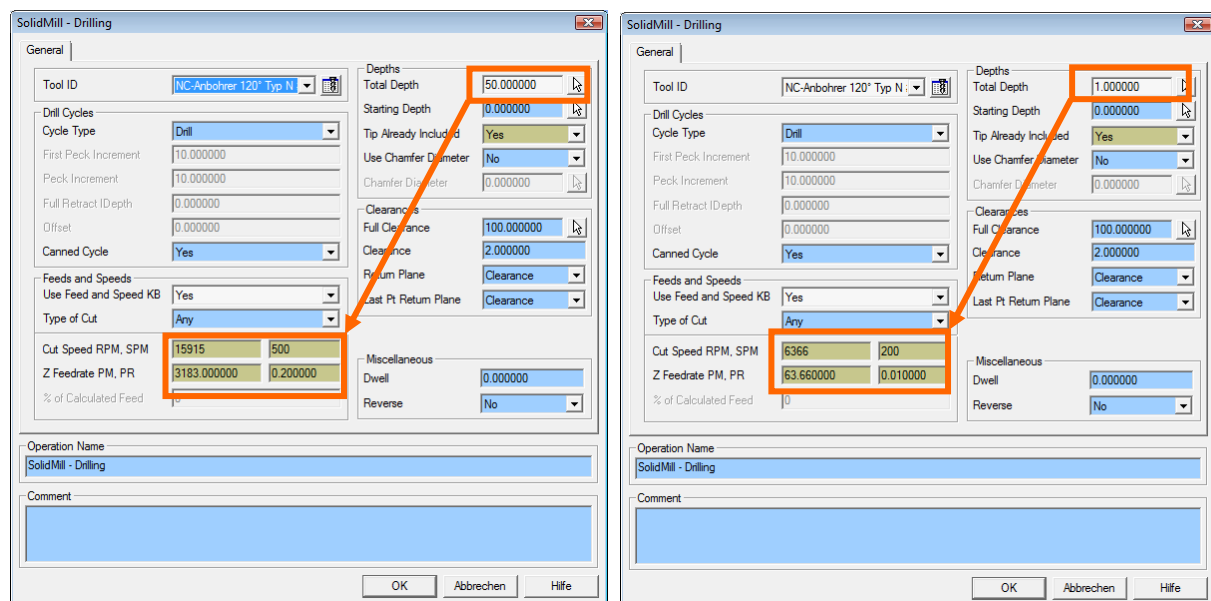 SolidMill - Drilling
General
Tool ID
NC-Anbohrer 120° Typ N
Drill Cycles
Cycle Type
Drill
First Peck Increment
10.000000
Peck Increment
10.000000
Full Retract IDepth
0.000000
Offset
0.000000
Canned Cycle
Yes
Feeds and Speeds
Use Feed and Speed KB
Yes
Type of Cut
Any
Cut Speed RPM, SPM
15915
500
Z Feedrate PM, PR
3183.000000
0.200000
% of Calculated Feed
0
Depths
Total Depth
50.000000
Starting Depth
0.000000
Tip Already Included
Yes
Use Chamfer Diameter
No
Chamfer Diameter
0.000000
Clearances
Full Clearance
100.000000
Clearance
2.000000
Return Plane
Clearance
Last Pt Return Plane
Clearance
Miscellaneous
Dwell
0.000000
Reverse
No
Operation Name
SolidMill - Drilling
Comment
OK
Abbrechen
Hilfe
SolidMill - Drilling
General
Tool ID
NC-Anbohrer 120° Typ N
Drill Cycles
Cycle Type
Drill
First Peck Increment
10.000000
Peck Increment
10.000000
Full Retract IDepth
0.000000
Offset
0.000000
Canned Cycle
Yes
Feeds and Speeds
Use Feed and Speed KB
Yes
Type of Cut
Any
Cut Speed RPM, SPM
6366
200
Z Feedrate PM, PR
63.660000
0.010000
% of Calculated Feed
0
Depths
Total Depth
1.000000
Starting Depth
0.000000
Tip Already Included
Yes
Use Chamfer Diameter
No
Chamfer Diameter
0.000000
Clearances
Full Clearance
100.000000
Clearance
2.000000
Return Plane
Clearance
Last Pt Return Plane
Clearance
Miscellaneous
Dwell
0.000000
Reverse
No
Operation Name
SolidMill - Drilling
Comment
OK
Abbrechen
Hilfe